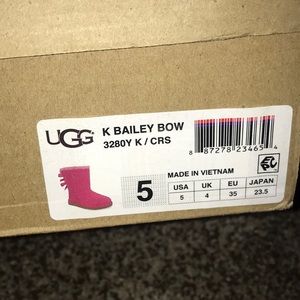 UGG
K BAILEY BOW
3280Y K / CRS
8 87278 23465 4
5
MADE IN VIETNAM
USA UK EU JAPAN
5 4 35 23.5